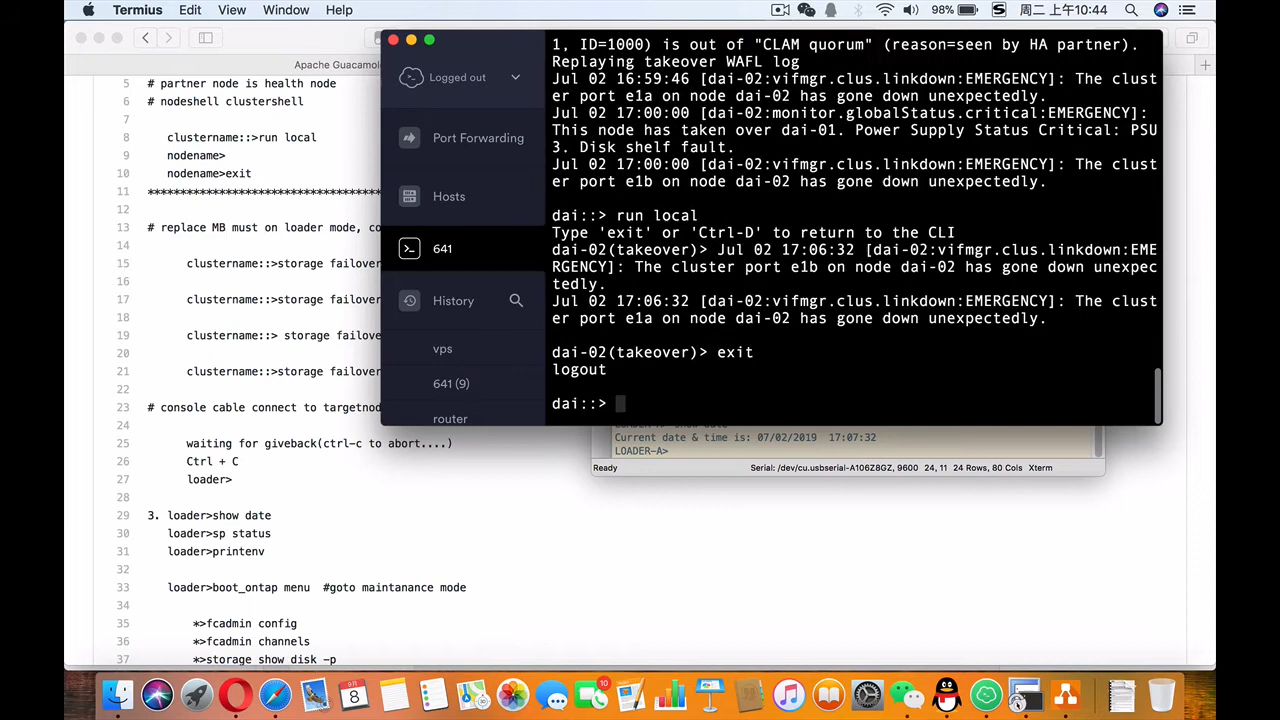 Termius Edit View Window Help
98% 周二 上午10:44
Apache Guacamo
5 # partner node is health node
6 # nodeshell clustershell
7
8 clustername::>run local
9 nodename>
10 nodename>exit
11 ************************************
12
13 # replace MB must on loader mode, co
14
15 clustername::>storage failover
16
17 clustername::>storage failover
18
19 clustername::> storage failover
20
21 clustername::>storage failover
22
23 # console cable connect to targetnod
24
25 waiting for giveback(ctrl-c to abort....)
26 Ctrl + C
27 loader>
28
29 3. loader>show date
30 loader>sp status
31 loader>printenv
32
33 loader>boot_ontap menu #goto maintanance mode
34
35 *>fcadmin config
36 *>fcadmin channels
37 *>storage show disk -p
Logged out
Port Forwarding
Hosts
641
History
vps
641 (9)
router
1, ID=1000) is out of "CLAM quorum" (reason=seen by HA partner).
Replaying takeover WAFL log
Jul 02 16:59:46 [dai-02:vifmgr.clus.linkdown:EMERGENCY]: The clust
er port e1a on node dai-02 has gone down unexpectedly.
Jul 02 17:00:00 [dai-02:monitor.globalStatus.critical:EMERGENCY]:
This node has taken over dai-01. Power Supply Status Critical: PSU
3. Disk shelf fault.
Jul 02 17:00:00 [dai-02:vifmgr.clus.linkdown:EMERGENCY]: The clust
er port e1b on node dai-02 has gone down unexpectedly.
dai::> run local
Type 'exit' or 'Ctrl-D' to return to the CLI
dai-02(takeover)> Jul 02 17:06:32 [dai-02:vifmgr.clus.linkdown:EME
RGENCY]: The cluster port e1b on node dai-02 has gone down unexpec
tedly.
Jul 02 17:06:32 [dai-02:vifmgr.clus.linkdown:EMERGENCY]: The clust
er port e1a on node dai-02 has gone down unexpectedly.
dai-02(takeover)> exit
logout
dai::>
Current date & time is: 07/02/2019 17:07:32
LOADER-A>
Ready Serial: /dev/cu.usbserial-A106Z8GZ, 9600 24, 11 24 Rows, 80 Cols Xterm
9月
8
10